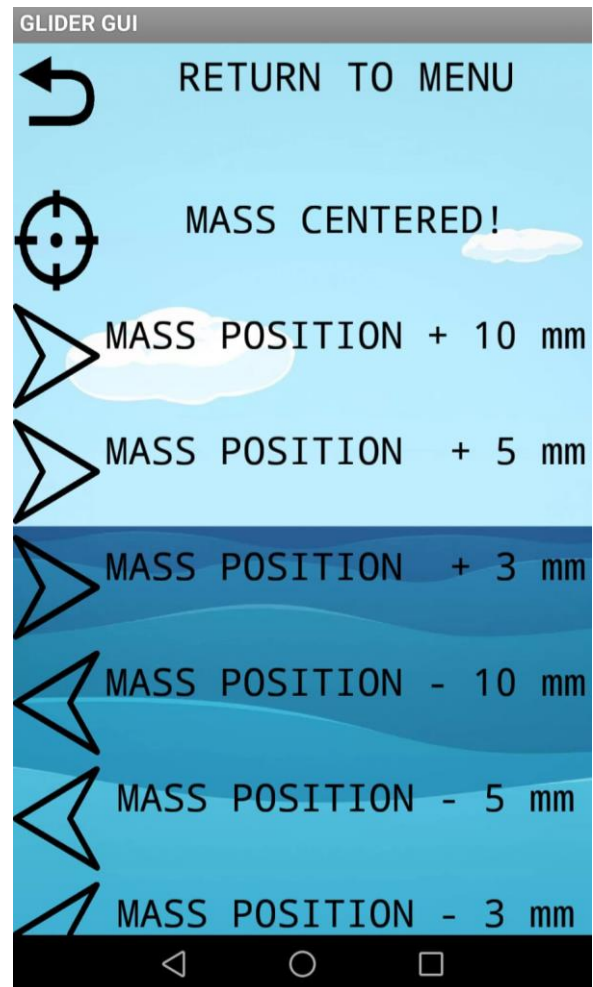 GLIDER GUI
RETURN TO MENU
MASS CENTERED!
MASS POSITION + 10 mm
MASS POSITION + 5 mm
MASS POSITION + 3 mm
MASS POSITION - 10 mm
MASS POSITION - 5 mm
MASS POSITION - 3 mm